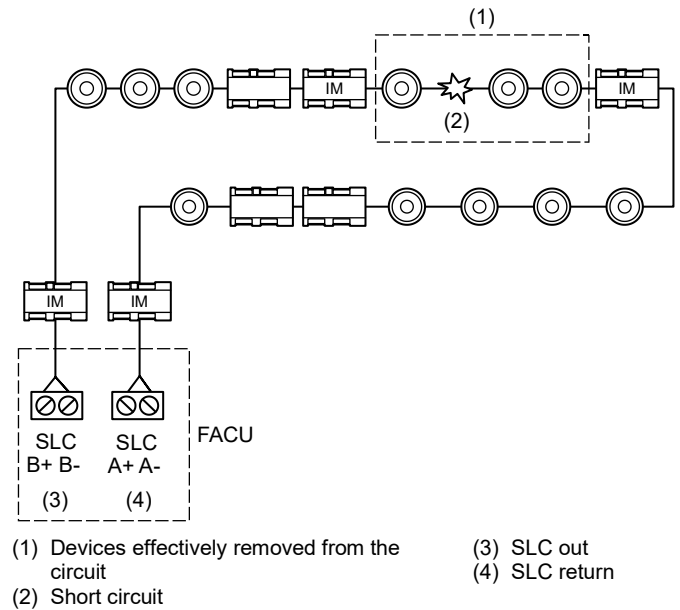 (1)
IM
IM
(2)
IM
IM
SLC
B+ B-
SLC
A+ A-
FACU
(3)
(4)
(1) Devices effectively removed from the
circuit
(2) Short circuit
(3) SLC out
(4) SLC return